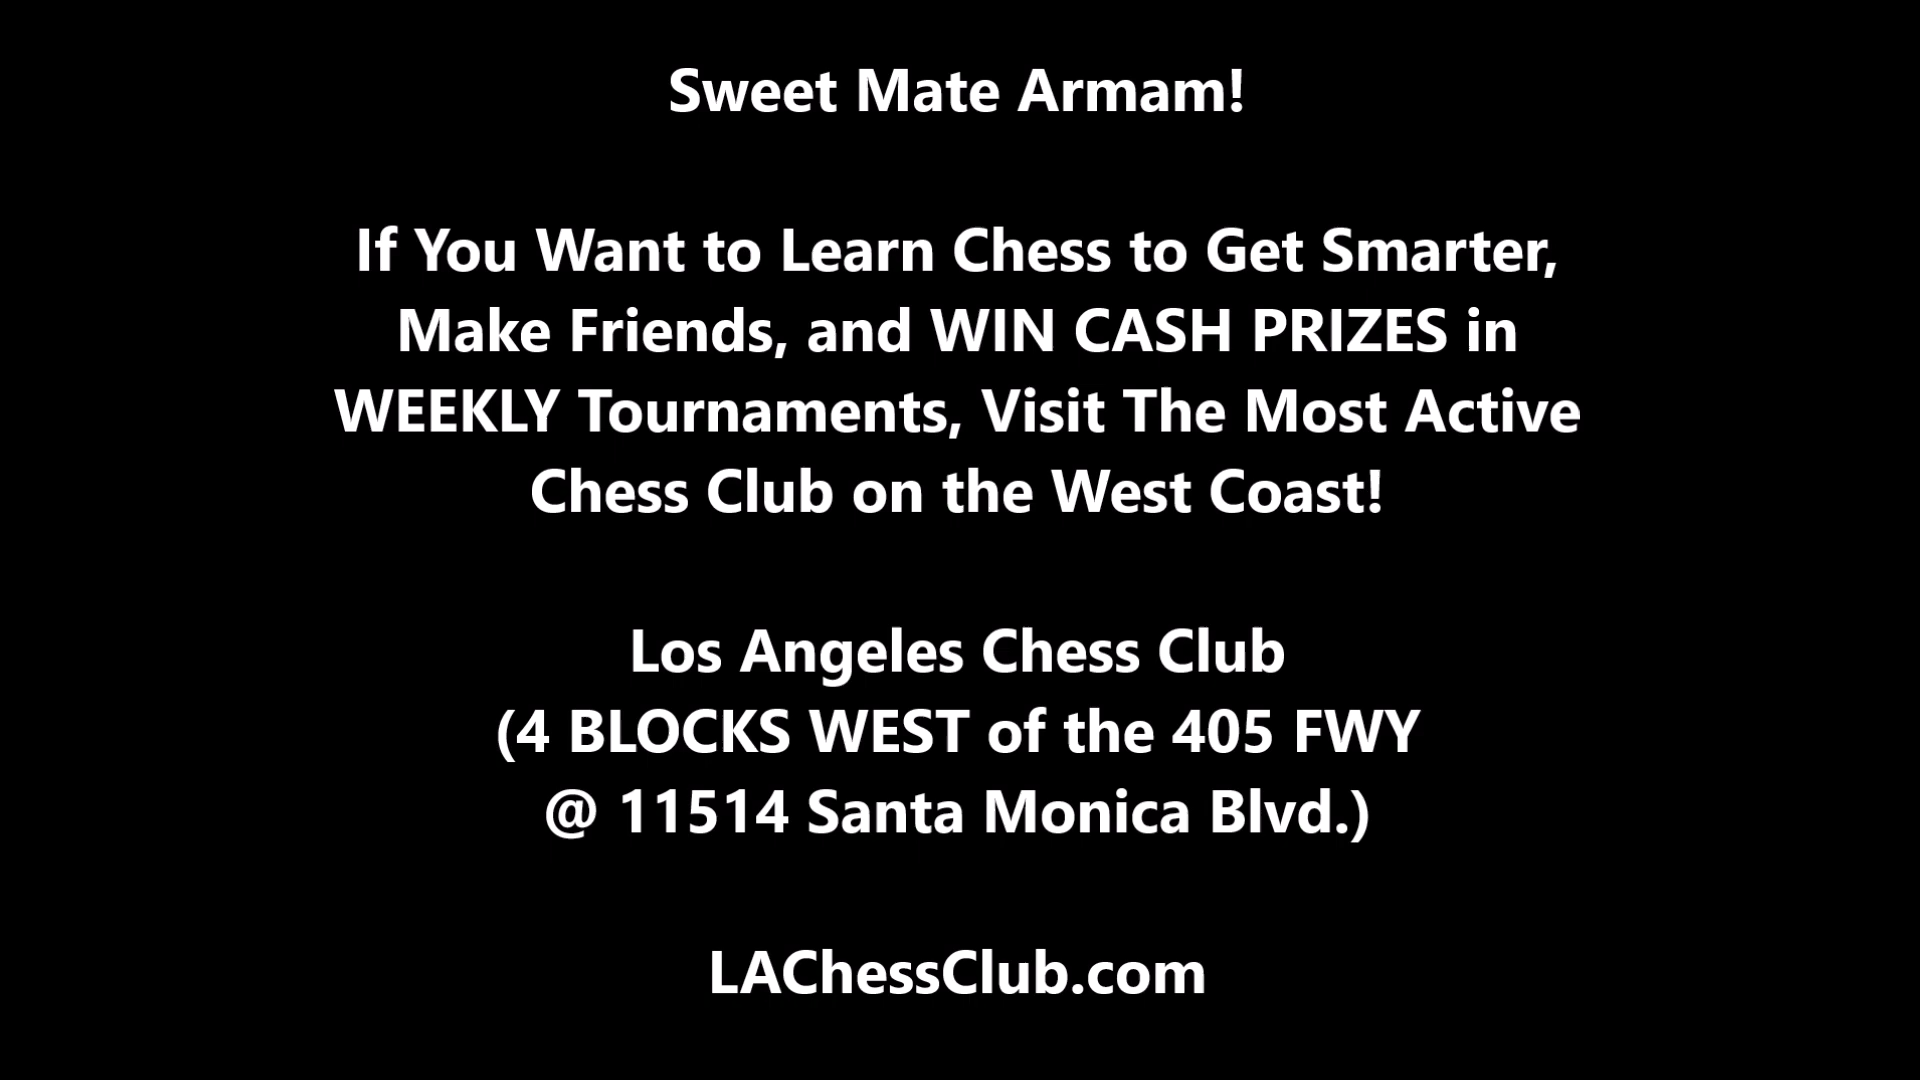 Sweet Mate Armam!
If You Want to Learn Chess to Get Smarter,
Make Friends, and WIN CASH PRIZES in
WEEKLY Tournaments, Visit The Most Active
Chess Club on the West Coast!
Los Angeles Chess Club
(4 BLOCKS WEST of the 405 FWY
@ 11514 Santa Monica Blvd.)
LAChessClub.com